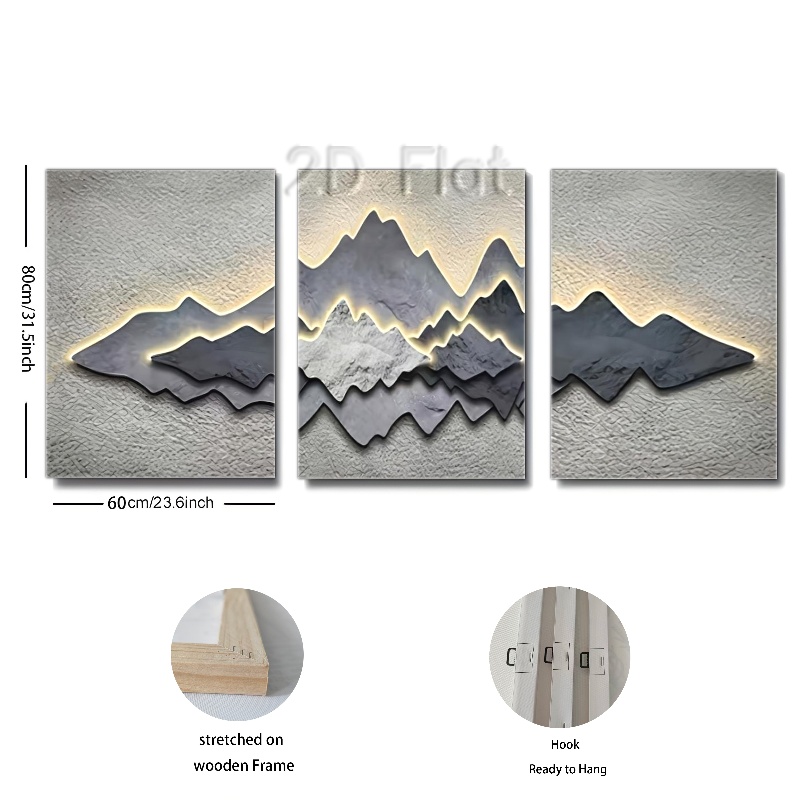 2D Flat
80cm/31.5inch
60cm/23.6inch
stretched on
wooden Frame
Hook
Ready to Hang